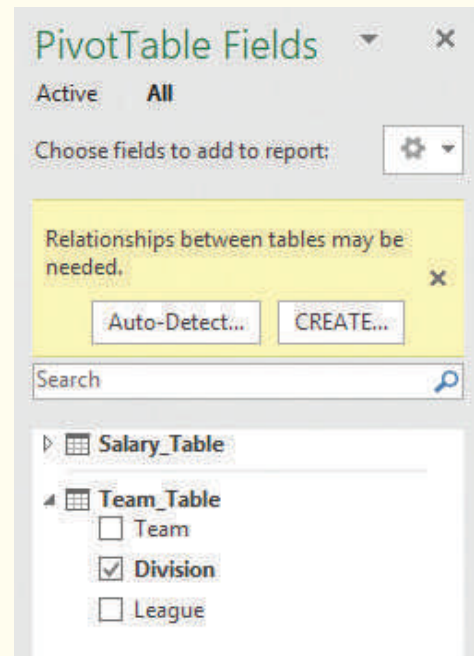 PivotTable Fields
Active All
Choose fields to add to report:
Relationships between tables may be
needed.
Auto-Detect... CREATE...
Search
Salary_Table
Team_Table
Team
Division
League